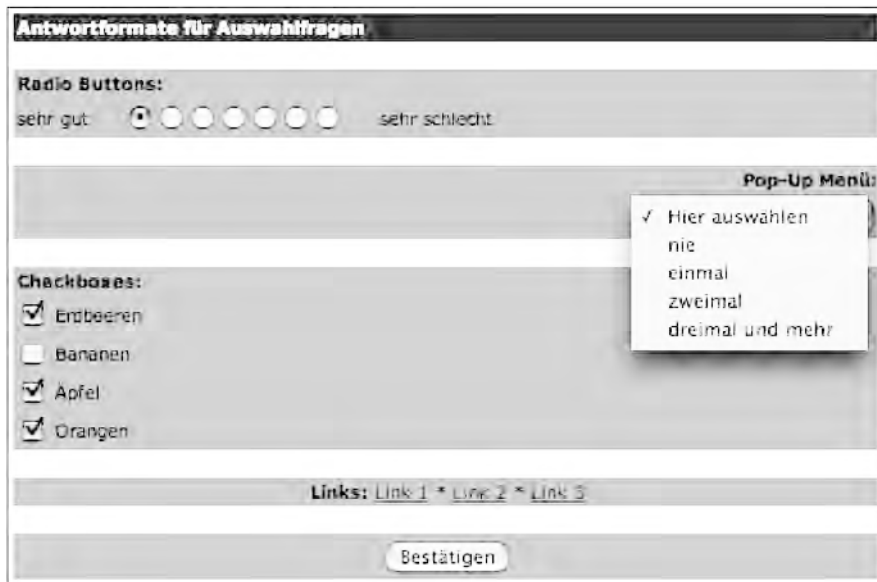 Antwortformate für Auswahlfragen
Radio Buttons:
sehr gut sehr schlecht
Pop-Up Menü:
✓ Hier auswählen
nie
einmal
zweimal
dreimal und mehr
Checkboxes:
Erdbeeren
Bananen
Äpfel
Orangen
Links: Link 1 * Link 2 * Link 3
Bestätigen